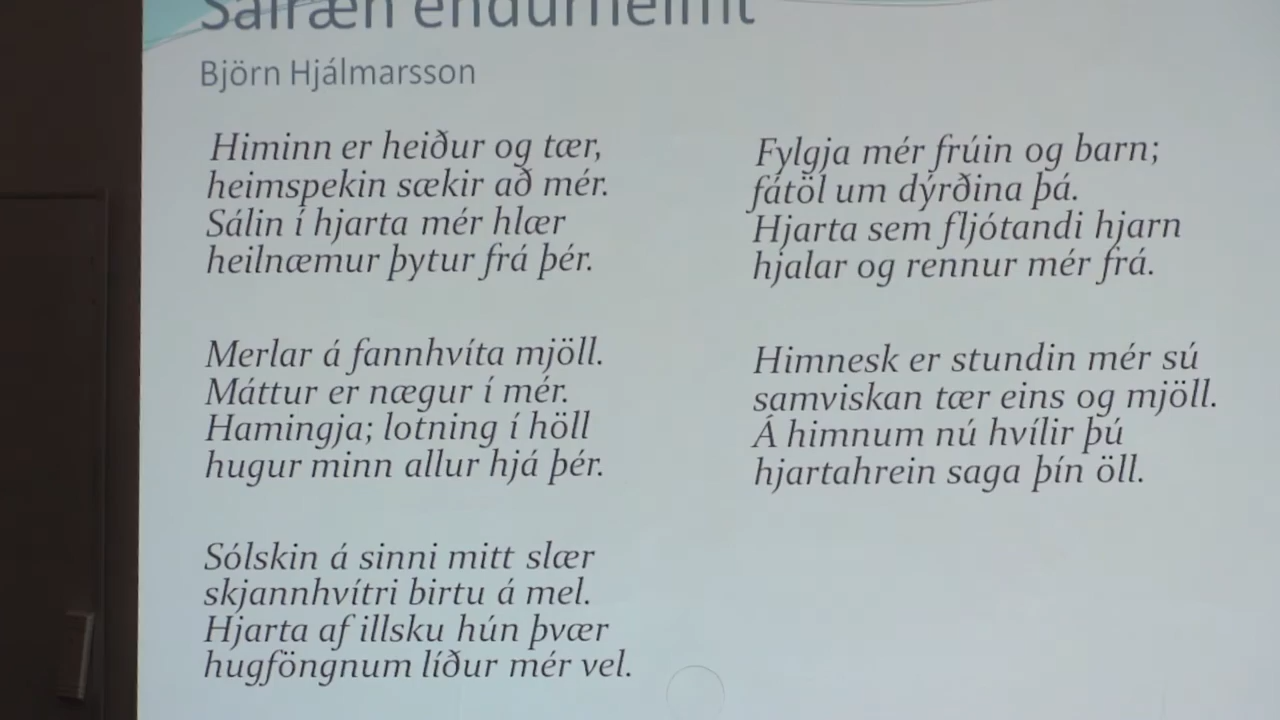 Sálræn endurheimt
Björn Hjálmarsson
Himinn er heiður og tær,
heimspekin sækir að mér.
Sálin í hjarta mér hlær
heilnæmur þytur frá þér.
Merlar á fannhvíta mjöll.
Máttur er nægur í mér.
Hamingja; lotning í höll
hugur minn allur hjá þér.
Sólskin á sinni mitt slær
skjannhvítri birtu á mel.
Hjarta af illsku hún þvær
hugföngnum líður mér vel.
Fylgja mér frúin og barn;
fátöl um dýrðina þá.
Hjarta sem fljótandi hjarn
hjalar og rennur mér frá.
Himnesk er stundin mér sú
samviskan tær eins og mjöll.
Á himnum nú hvílir þú
hjartahrein saga þín öll.